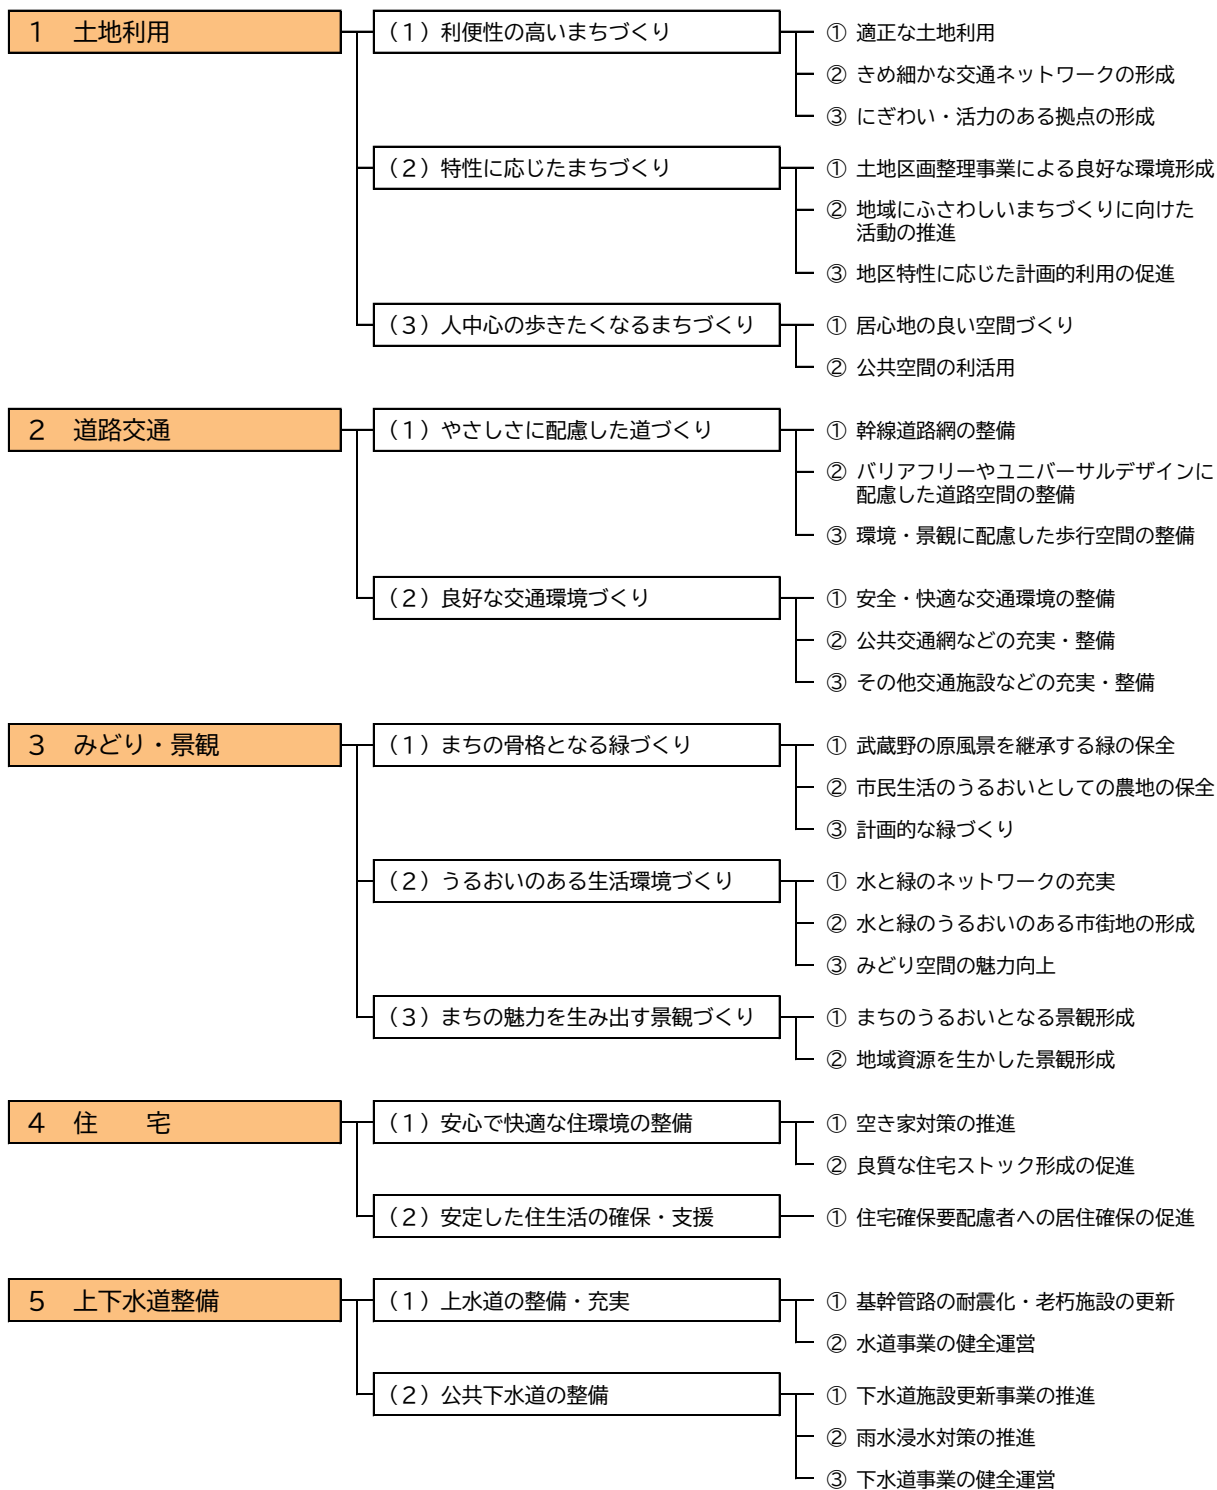 1　土地利用
（1）利便性の高いまちづくり
① 適正な土地利用
② きめ細かな交通ネットワークの形成
③ にぎわい・活力のある拠点の形成
（2）特性に応じたまちづくり
① 土地区画整理事業による良好な環境形成
② 地域にふさわしいまちづくりに向けた
活動の推進
③ 地区特性に応じた計画的利用の促進
（3）人中心の歩きたくなるまちづくり
① 居心地の良い空間づくり
② 公共空間の利活用
2　道路交通
（1）やさしさに配慮した道づくり
① 幹線道路網の整備
② バリアフリーやユニバーサルデザインに
配慮した道路空間の整備
③ 環境・景観に配慮した歩行空間の整備
（2）良好な交通環境づくり
① 安全・快適な交通環境の整備
② 公共交通網などの充実・整備
③ その他交通施設などの充実・整備
3　みどり・景観
（1）まちの骨格となる緑づくり
① 武蔵野の原風景を継承する緑の保全
② 市民生活のうるおいとしての農地の保全
③ 計画的な緑づくり
（2）うるおいのある生活環境づくり
① 水と緑のネットワークの充実
② 水と緑のうるおいのある市街地の形成
③ みどり空間の魅力向上
（3）まちの魅力を生み出す景観づくり
① まちのうるおいとなる景観形成
② 地域資源を生かした景観形成
4　住　　宅
（1）安心で快適な住環境の整備
① 空き家対策の推進
② 良質な住宅ストック形成の促進
（2）安定した住生活の確保・支援
① 住宅確保要配慮者への居住確保の促進
5　上下水道整備
（1）上水道の整備・充実
① 基幹管路の耐震化・老朽施設の更新
② 水道事業の健全運営
（2）公共下水道の整備
① 下水道施設更新事業の推進
② 雨水浸水対策の推進
③ 下水道事業の健全運営